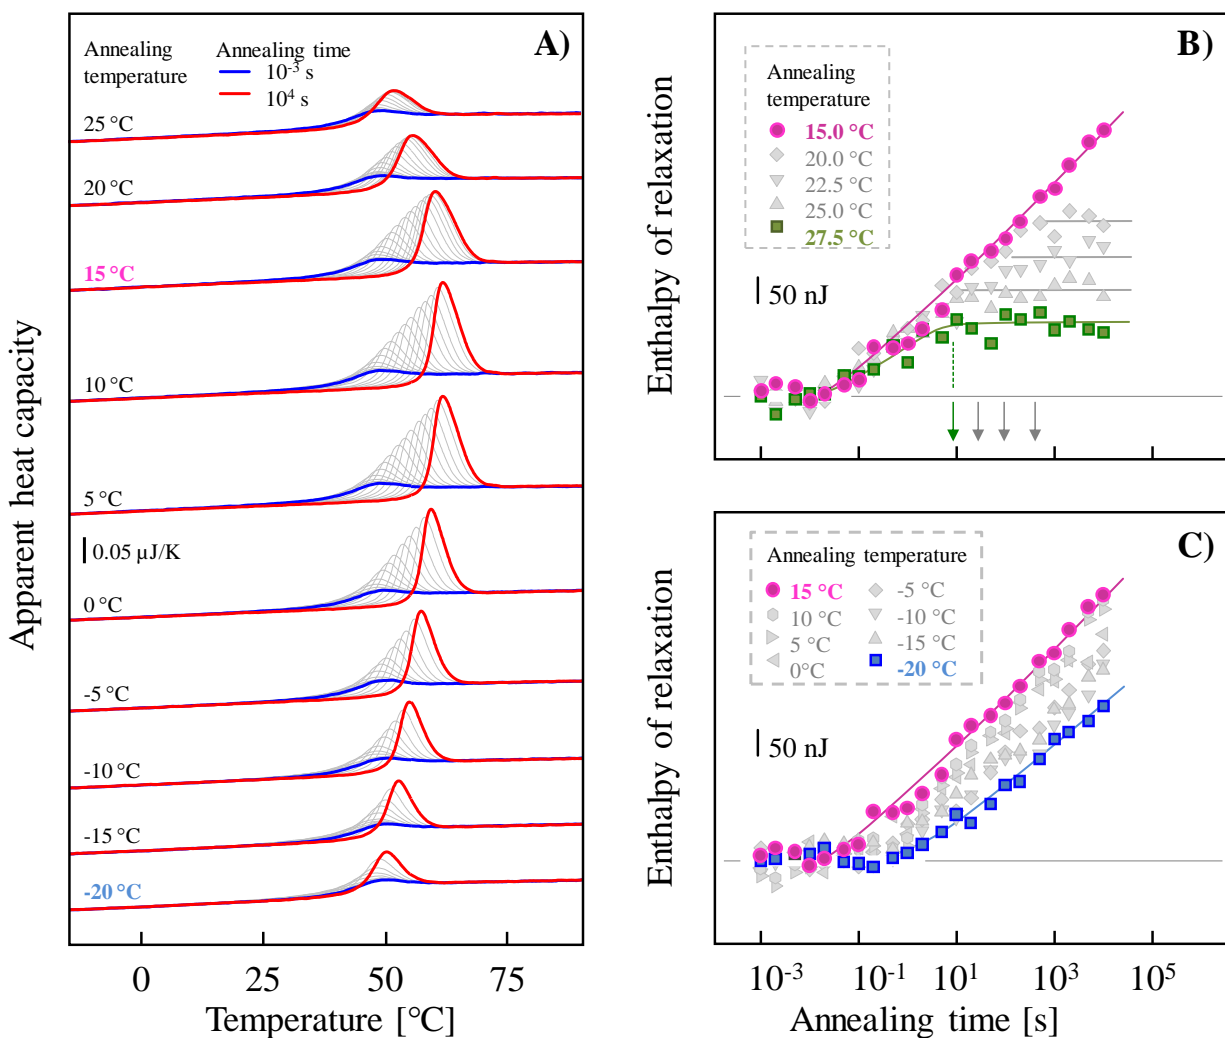 A)
Annealing
temperature
Annealing time
10⁻³ s
10⁴ s
25 °C
20 °C
15 °C
10 °C
5 °C
0.05 µJ/K
0 °C
-5 °C
-10 °C
-15 °C
-20 °C
0
25
50
75
Temperature [°C]
Apparent heat capacity
B)
Annealing
temperature
15.0 °C
20.0 °C
22.5 °C
25.0 °C
27.5 °C
50 nJ
Enthalpy of relaxation
C)
Annealing temperature
15 °C
10 °C
5 °C
0°C
-5 °C
-10 °C
-15 °C
-20 °C
50 nJ
Enthalpy of relaxation
10⁻³
10⁻¹
10¹
10³
10⁵
Annealing time [s]